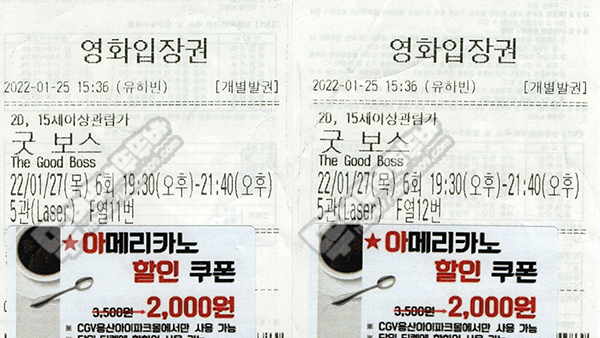 영화입장권
2022-01-25 15:36 (유하빈) [개별발권]
2D, 15세이상관람가
굿 보스
The Good Boss
22/01/27(목) 6회 19:30(오후)-21:40(오후)
5관(Laser) F열11번
★아메리카노
할인 쿠폰
3,500원→2,000원
※ CGV용산아이파크몰에서만 사용 가능
영화입장권
2022-01-25 15:36 (유하빈) [개별발권]
2D, 15세이상관람가
굿 보스
The Good Boss
22/01/27(목) 6회 19:30(오후)-21:40(오후)
5관(Laser) F열12번
★아메리카노
할인 쿠폰
3,500원→2,000원
※ CGV용산아이파크몰에서만 사용 가능